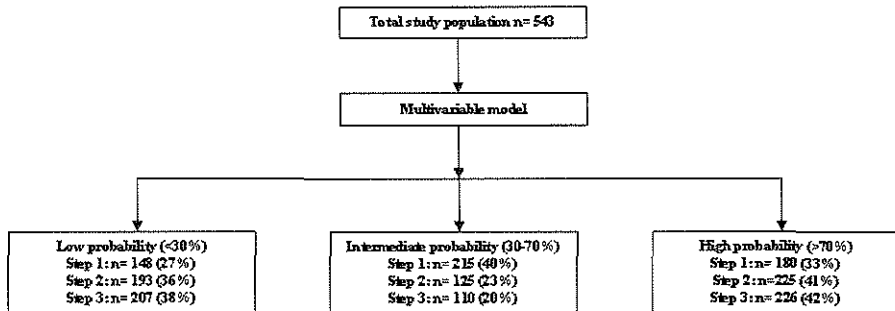 Total study population n= 543
Multivariable model
Low probability (<30%)
Step 1: n= 148 (27%)
Step 2: n= 193 (36%)
Step 3: n= 207 (38%)
Intermediate probability (30-70%)
Step 1: n= 215 (40%)
Step 2: n= 125 (23%)
Step 3: n= 110 (20%)
High probability (>70%)
Step 1: n= 180 (33%)
Step 2: n=225 (41%)
Step 3: n= 226 (42%)